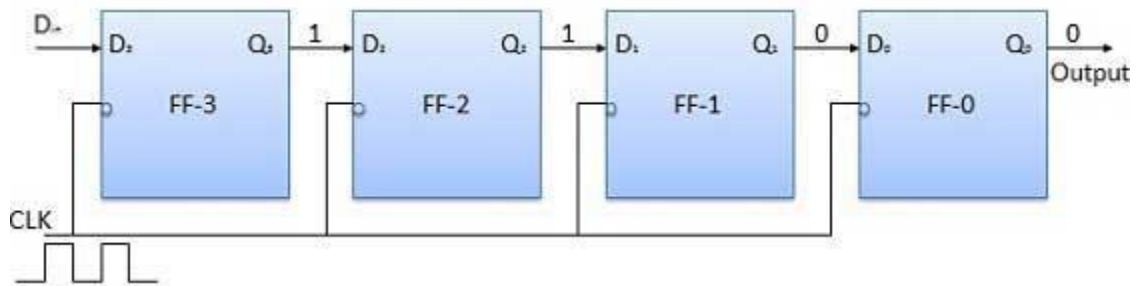 D
D₃ Q₃ 1 D₂ Q₂ 1 D₁ Q₁ 0 D₀ Q₀ 0
Output
FF-3 FF-2 FF-1 FF-0
CLK